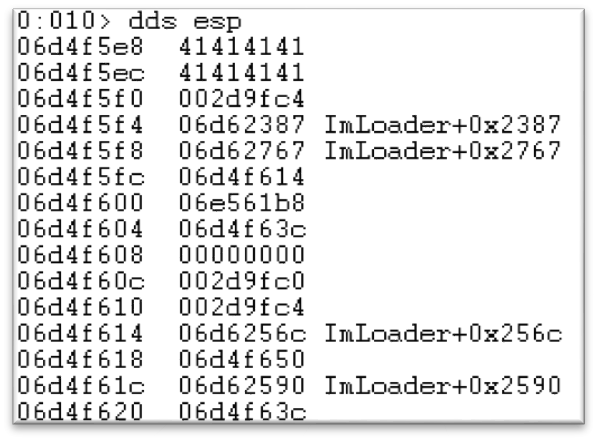 0:010> dds esp
06d4f5e8  41414141
06d4f5ec  41414141
06d4f5f0  002d9fc4
06d4f5f4  06d62387 ImLoader+0x2387
06d4f5f8  06d62767 ImLoader+0x2767
06d4f5fc  06d4f614
06d4f600  06e561b8
06d4f604  06d4f63c
06d4f608  00000000
06d4f60c  002d9fc0
06d4f610  002d9fc4
06d4f614  06d6256c ImLoader+0x256c
06d4f618  06d4f650
06d4f61c  06d62590 ImLoader+0x2590
06d4f620  06d4f63c